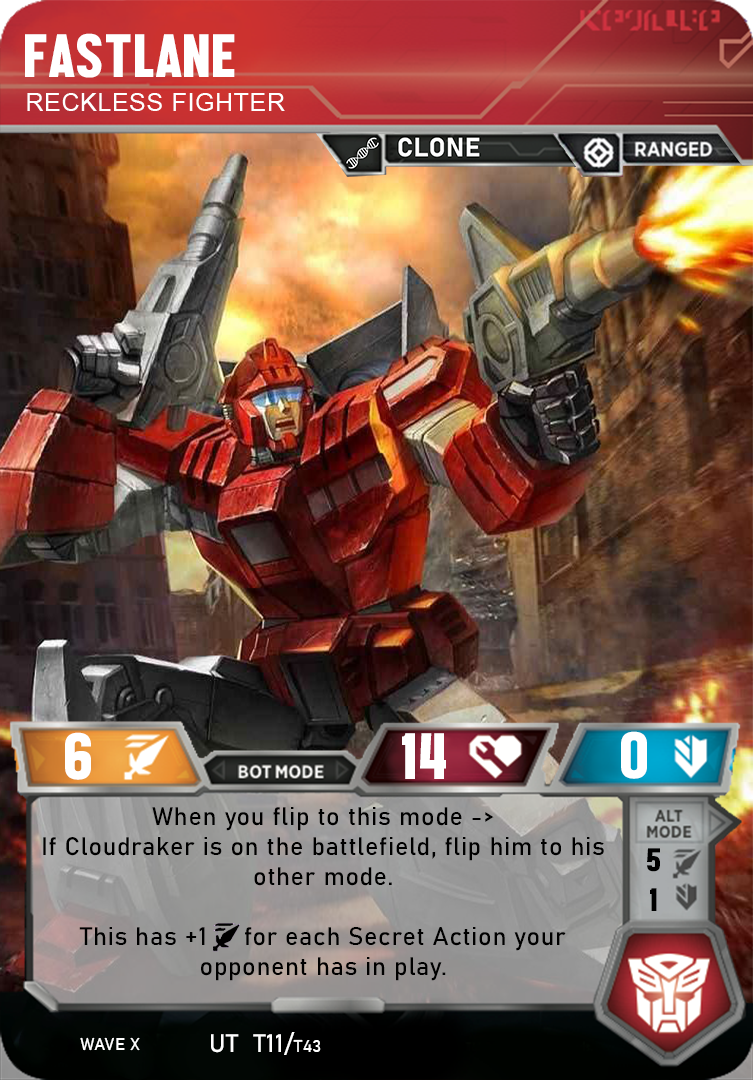 FASTLANE
RECKLESS FIGHTER
CLONE
RANGED
6
BOT MODE
14
0
When you flip to this mode ->
If Cloudraker is on the battlefield, flip him to his
other mode.
This has +1 for each Secret Action your
opponent has in play.
ALT
MODE
5
1
WAVE X
UT T11/T43